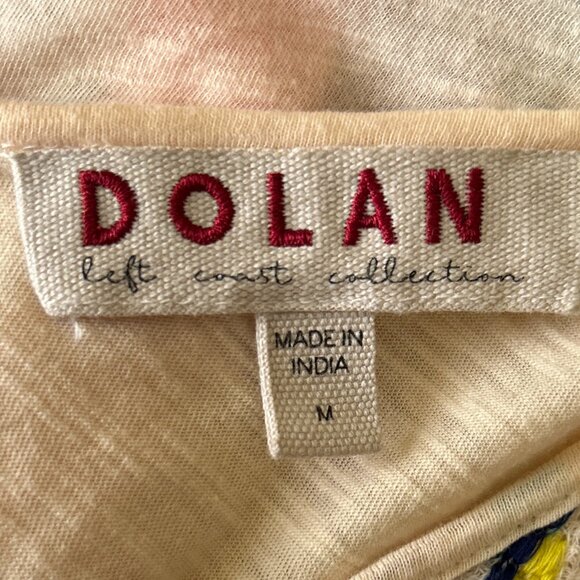 DOLAN
left coast collection
MADE IN
INDIA
M